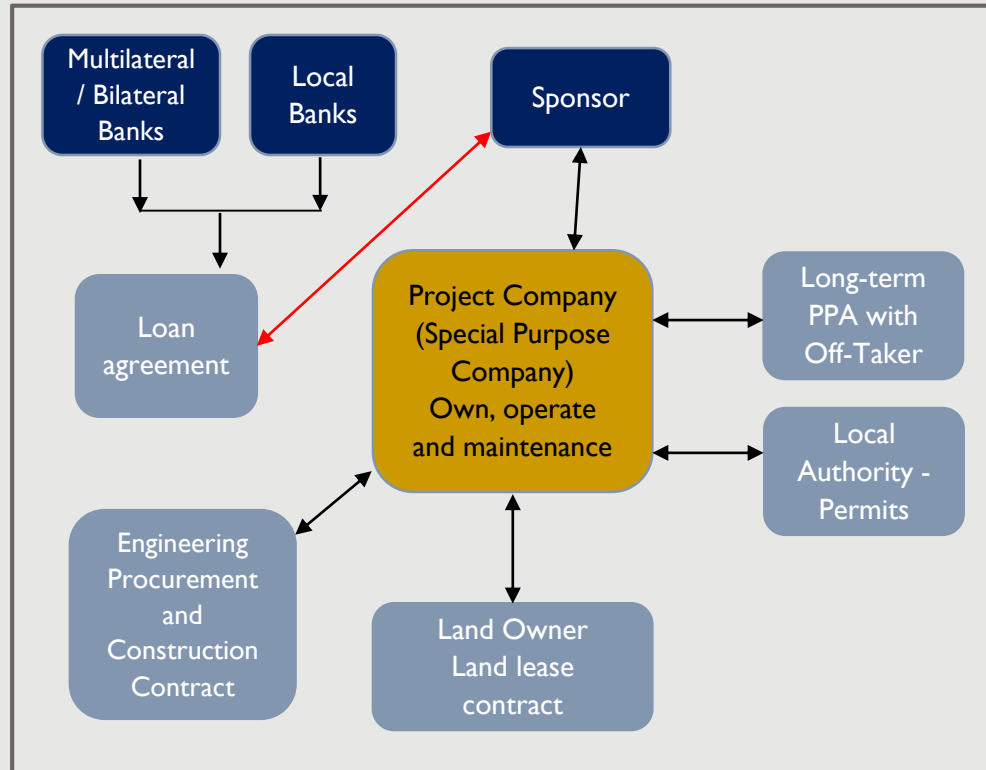 Multilateral
/ Bilateral
Banks
Local
Banks
Sponsor
Loan
agreement
Project Company
(Special Purpose
Company)
Own, operate
and maintenance
Long-term
PPA with
Off-Taker
Local
Authority -
Permits
Engineering
Procurement
and
Construction
Contract
Land Owner
Land lease
contract